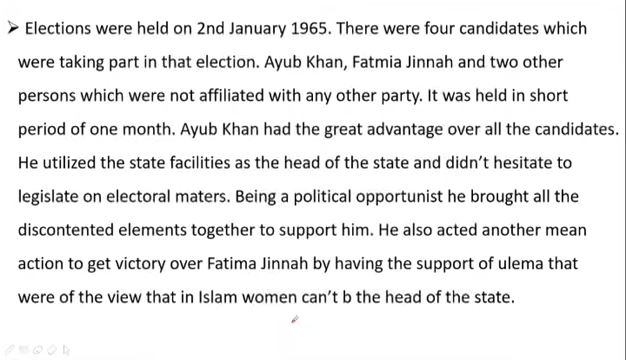 ➢ Elections were held on 2nd January 1965. There were four candidates which
were taking part in that election. Ayub Khan, Fatmia Jinnah and two other
persons which were not affiliated with any other party. It was held in short
period of one month. Ayub Khan had the great advantage over all the candidates.
He utilized the state facilities as the head of the state and didn't hesitate to
legislate on electoral maters. Being a political opportunist he brought all the
discontented elements together to support him. He also acted another mean
action to get victory over Fatima Jinnah by having the support of ulema that
were of the view that in Islam women can't b the head of the state.